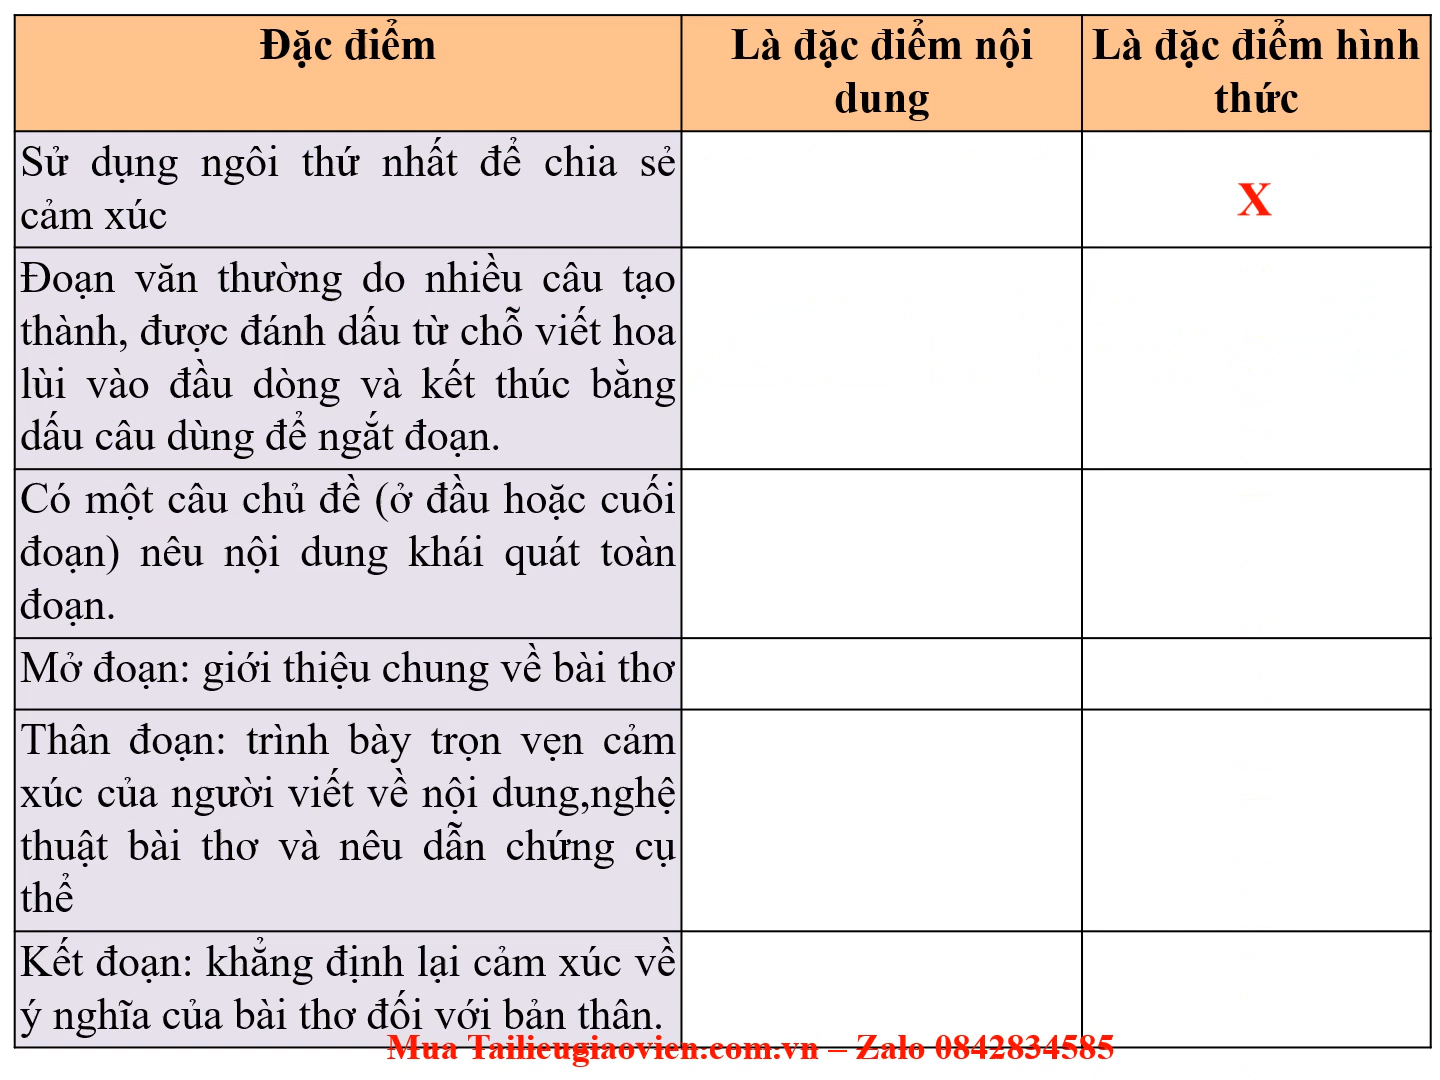 Đặc điểm
Là đặc điểm nội
dung
Là đặc điểm hình
thức
Sử dụng ngôi thứ nhất để chia sẻ
cảm xúc
X
Đoạn văn thường do nhiều câu tạo
thành, được đánh dấu từ chỗ viết hoa
lùi vào đầu dòng và kết thúc bằng
dấu câu dùng để ngắt đoạn.
Có một câu chủ đề (ở đầu hoặc cuối
đoạn) nêu nội dung khái quát toàn
đoạn.
Mở đoạn: giới thiệu chung về bài thơ
Thân đoạn: trình bày trọn vẹn cảm
xúc của người viết về nội dung,nghệ
thuật bài thơ và nêu dẫn chứng cụ
thể
Kết đoạn: khẳng định lại cảm xúc về
ý nghĩa của bài thơ đối với bản thân.
Mua Tailieugiaovien.com.vn – Zalo 0842834585